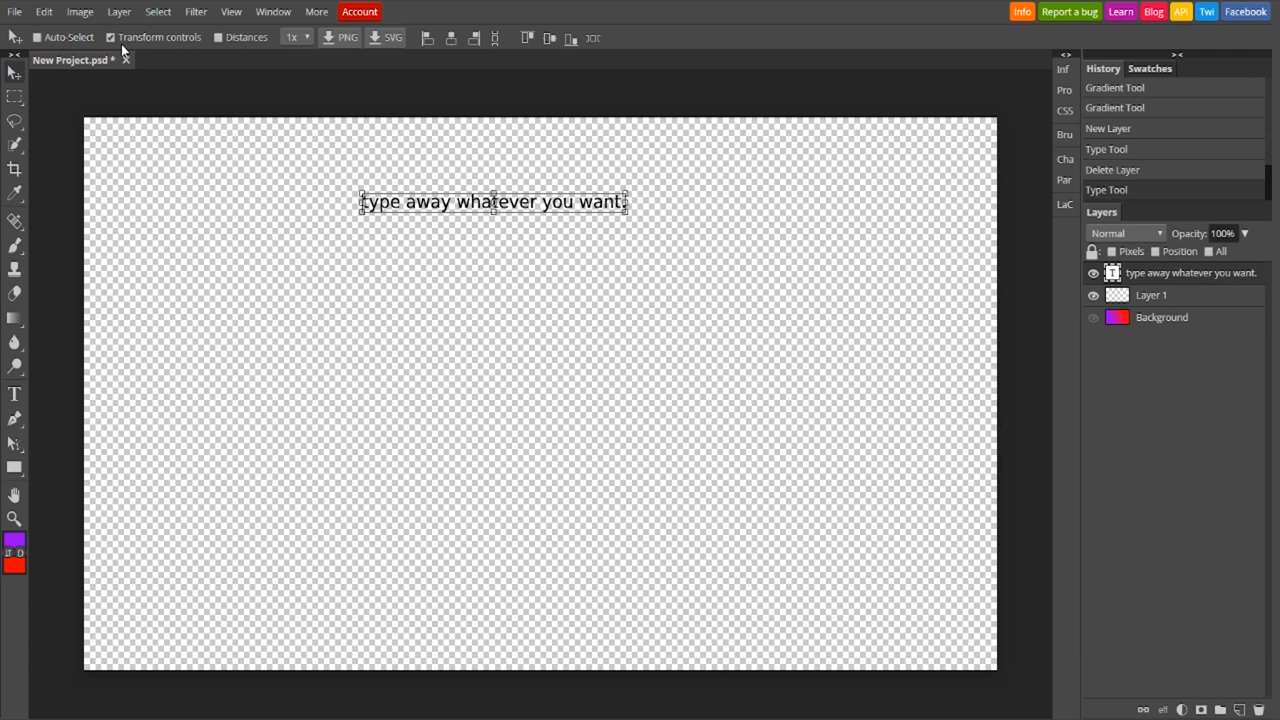 File Edit Image Layer Select Filter View Window More Account Info Report a bug Learn Blog API Twi Facebook
Auto-Select Transform controls Distances 1x PNG SVG
New Project.psd *
type away whatever you want.
T
D
Inf
Pro
CSS
Bru
Cha
Par
LaC
History Swatches
Gradient Tool
Gradient Tool
New Layer
Type Tool
Delete Layer
Type Tool
Layers
Normal Opacity: 100%
: Pixels Position All
T type away whatever you want.
Layer 1
Background
eff